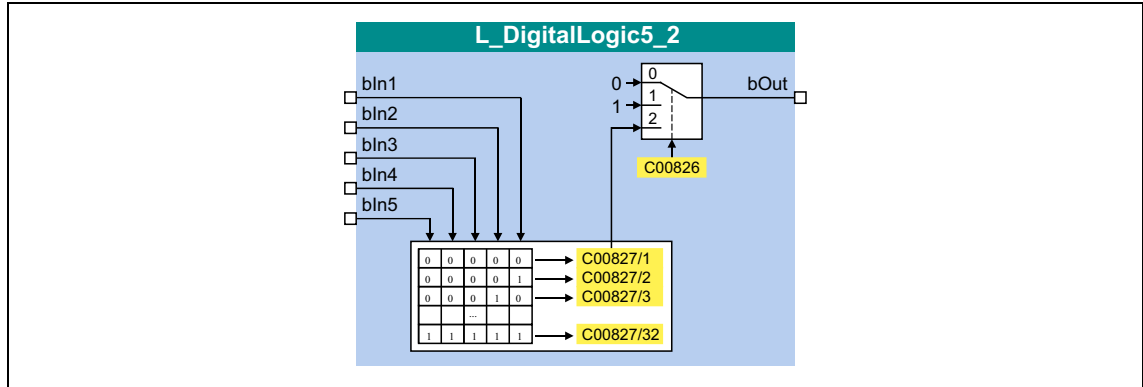 L_DigitalLogic5_2
bIn1
bIn2
bIn3
bIn4
bIn5
0
1
0
1
2
bOut
C00826
0 0 0 0 0
C00827/1
0 0 0 0 1
C00827/2
0 0 0 1 0
C00827/3
...
1 1 1 1 1
C00827/32